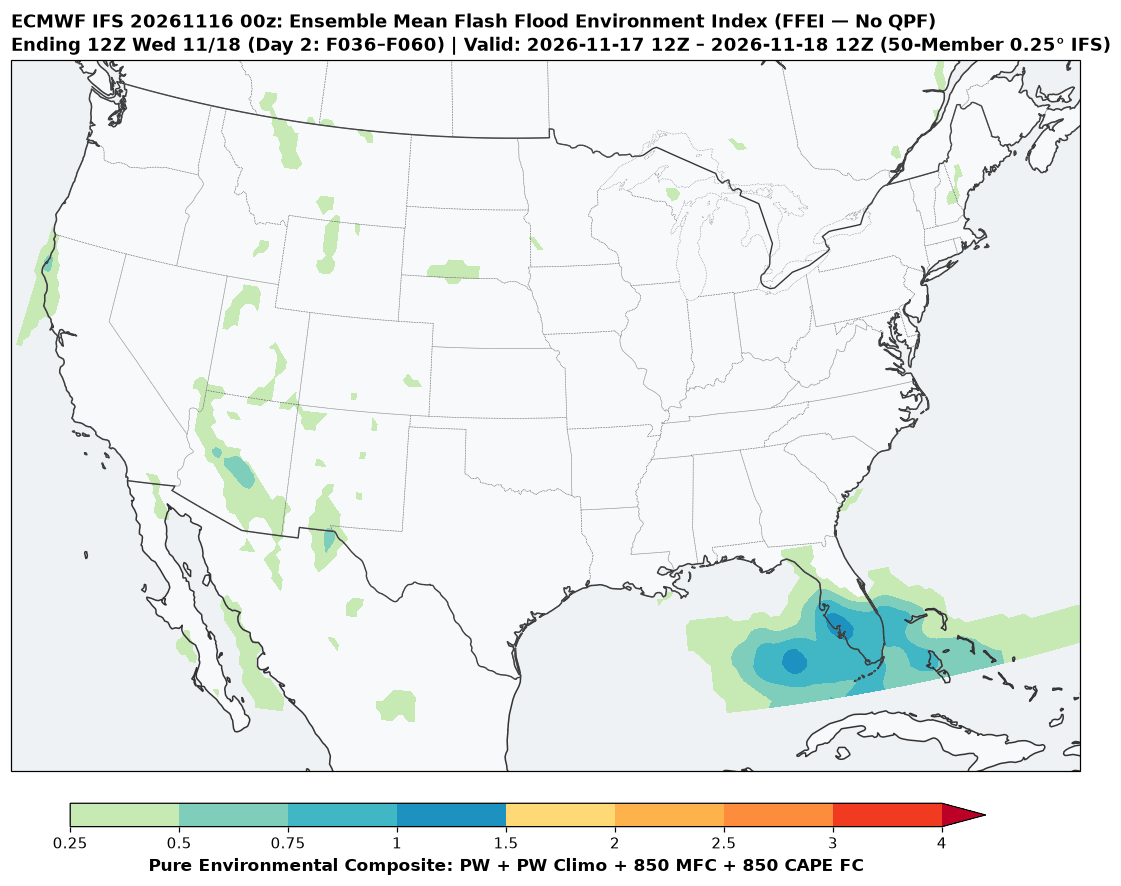 ECMWF IFS 20261116 00z: Ensemble Mean Flash Flood Environment Index (FFEI — No QPF)
Ending 12Z Wed 11/18 (Day 2: F036–F060) | Valid: 2026-11-17 12Z – 2026-11-18 12Z (50-Member 0.25° IFS)
0.25 0.5 0.75 1 1.5 2 2.5 3 4
Pure Environmental Composite: PW + PW Climo + 850 MFC + 850 CAPE FC